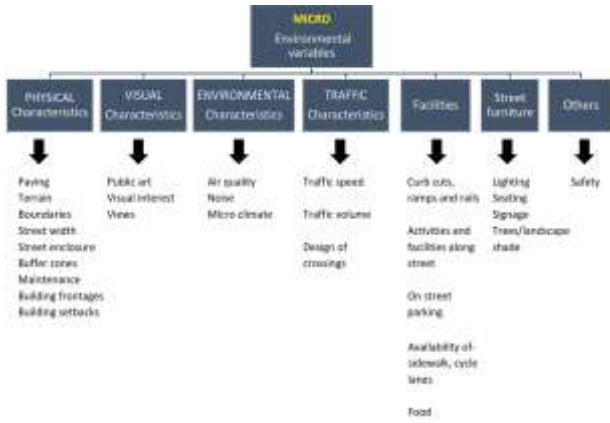 MICRO
Environmental
variables
PHYSICAL
Characteristics
VISUAL
Characteristics
ENVIRONMENTAL
Characteristics
TRAFFIC
Characteristics
Facilities
Street
furniture
Others
Paving
Terrain
Boundaries
Street width
Street enclosure
Buffer zones
Maintenance
Building frontages
Building setbacks
Public art
Visual interest
Views
Air quality
Noise
Micro climate
Traffic speed
Traffic volume
Design of
crossings
Curb cuts,
ramps and rails
Activities and
facilities along
street
On street
parking
Availability of
sidewalk, cycle
lanes
Food
Lighting
Seating
Signage
Trees/landscape
shade
Safety